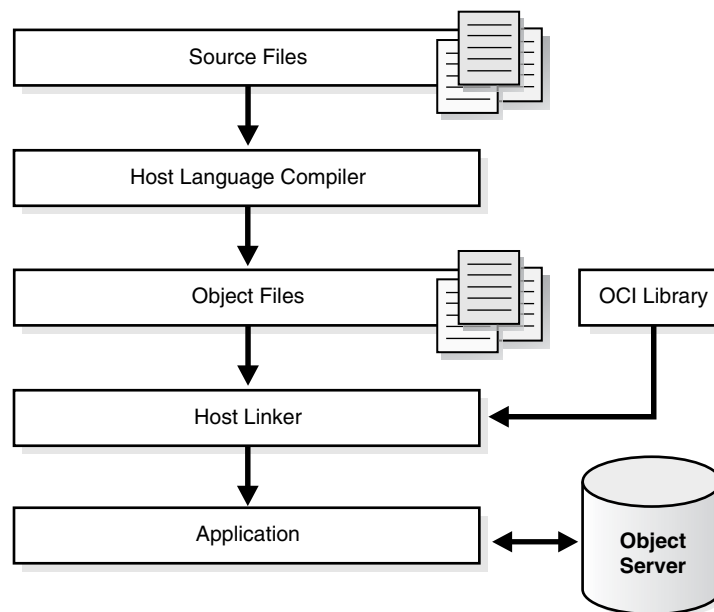 Source Files
Host Language Compiler
Object Files
OCI Library
Host Linker
Application
Object
Server